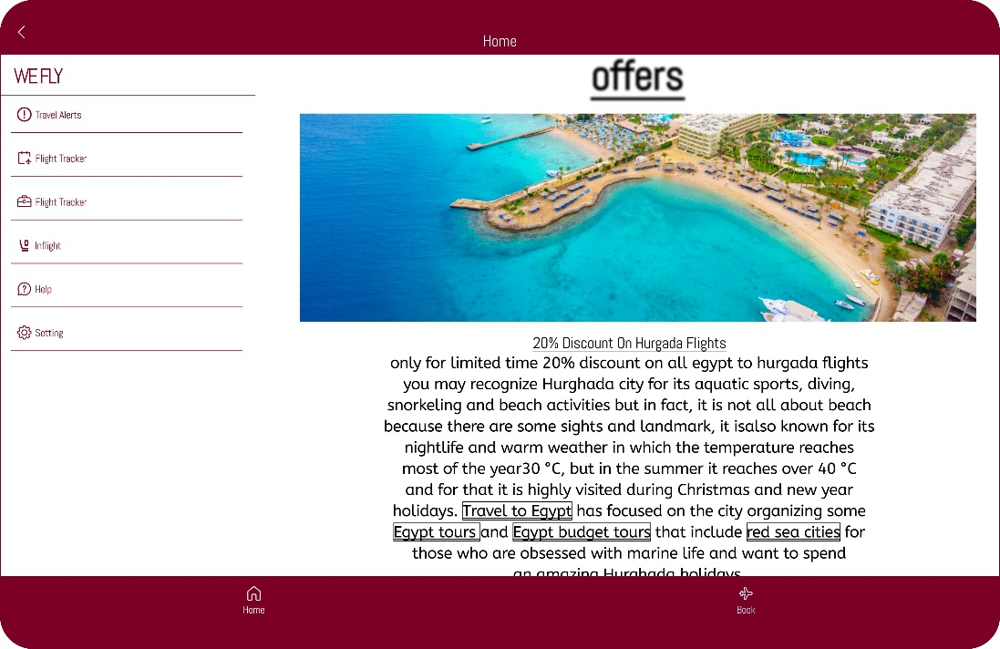 Home
WE FLY
Travel Alerts
Flight Tracker
Flight Tracker
Inflight
Help
Setting
offers
20% Discount On Hurgada Flights
only for limited time 20% discount on all egypt to hurgada flights
you may recognize Hurghada city for its aquatic sports, diving,
snorkeling and beach activities but in fact, it is not all about beach
because there are some sights and landmark, it isalso known for its
nightlife and warm weather in which the temperature reaches
most of the year30 °C, but in the summer it reaches over 40 °C
and for that it is highly visited during Christmas and new year
holidays. Travel to Egypt has focused on the city organizing some
Egypt tours and Egypt budget tours that include red sea cities for
those who are obsessed with marine life and want to spend
an amazing Hurghada holidays
Home
Book